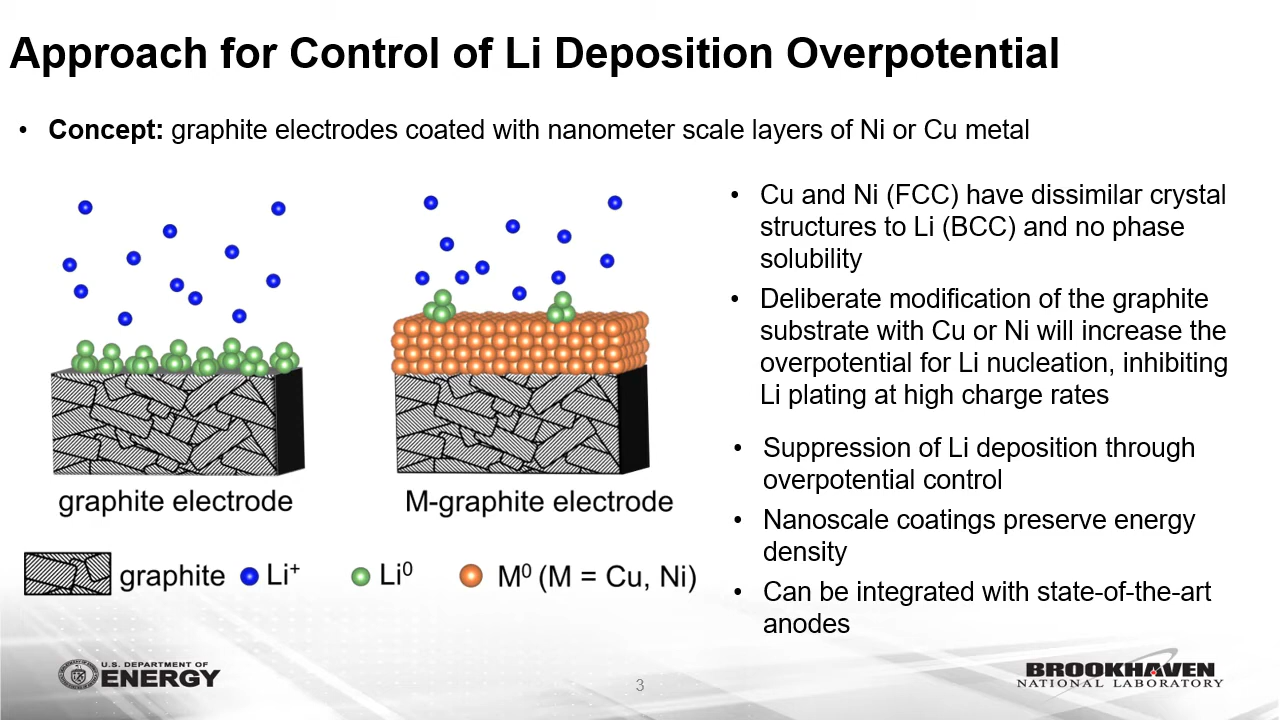 Approach for Control of Li Deposition Overpotential
• Concept: graphite electrodes coated with nanometer scale layers of Ni or Cu metal
graphite electrode
M-graphite electrode
graphite Li⁺ Li⁰ M⁰ (M = Cu, Ni)
• Cu and Ni (FCC) have dissimilar crystal
structures to Li (BCC) and no phase
solubility
• Deliberate modification of the graphite
substrate with Cu or Ni will increase the
overpotential for Li nucleation, inhibiting
Li plating at high charge rates
• Suppression of Li deposition through
overpotential control
• Nanoscale coatings preserve energy
density
• Can be integrated with state-of-the-art
anodes
U.S. DEPARTMENT OF
ENERGY
3
BROOKHAVEN
NATIONAL LABORATORY